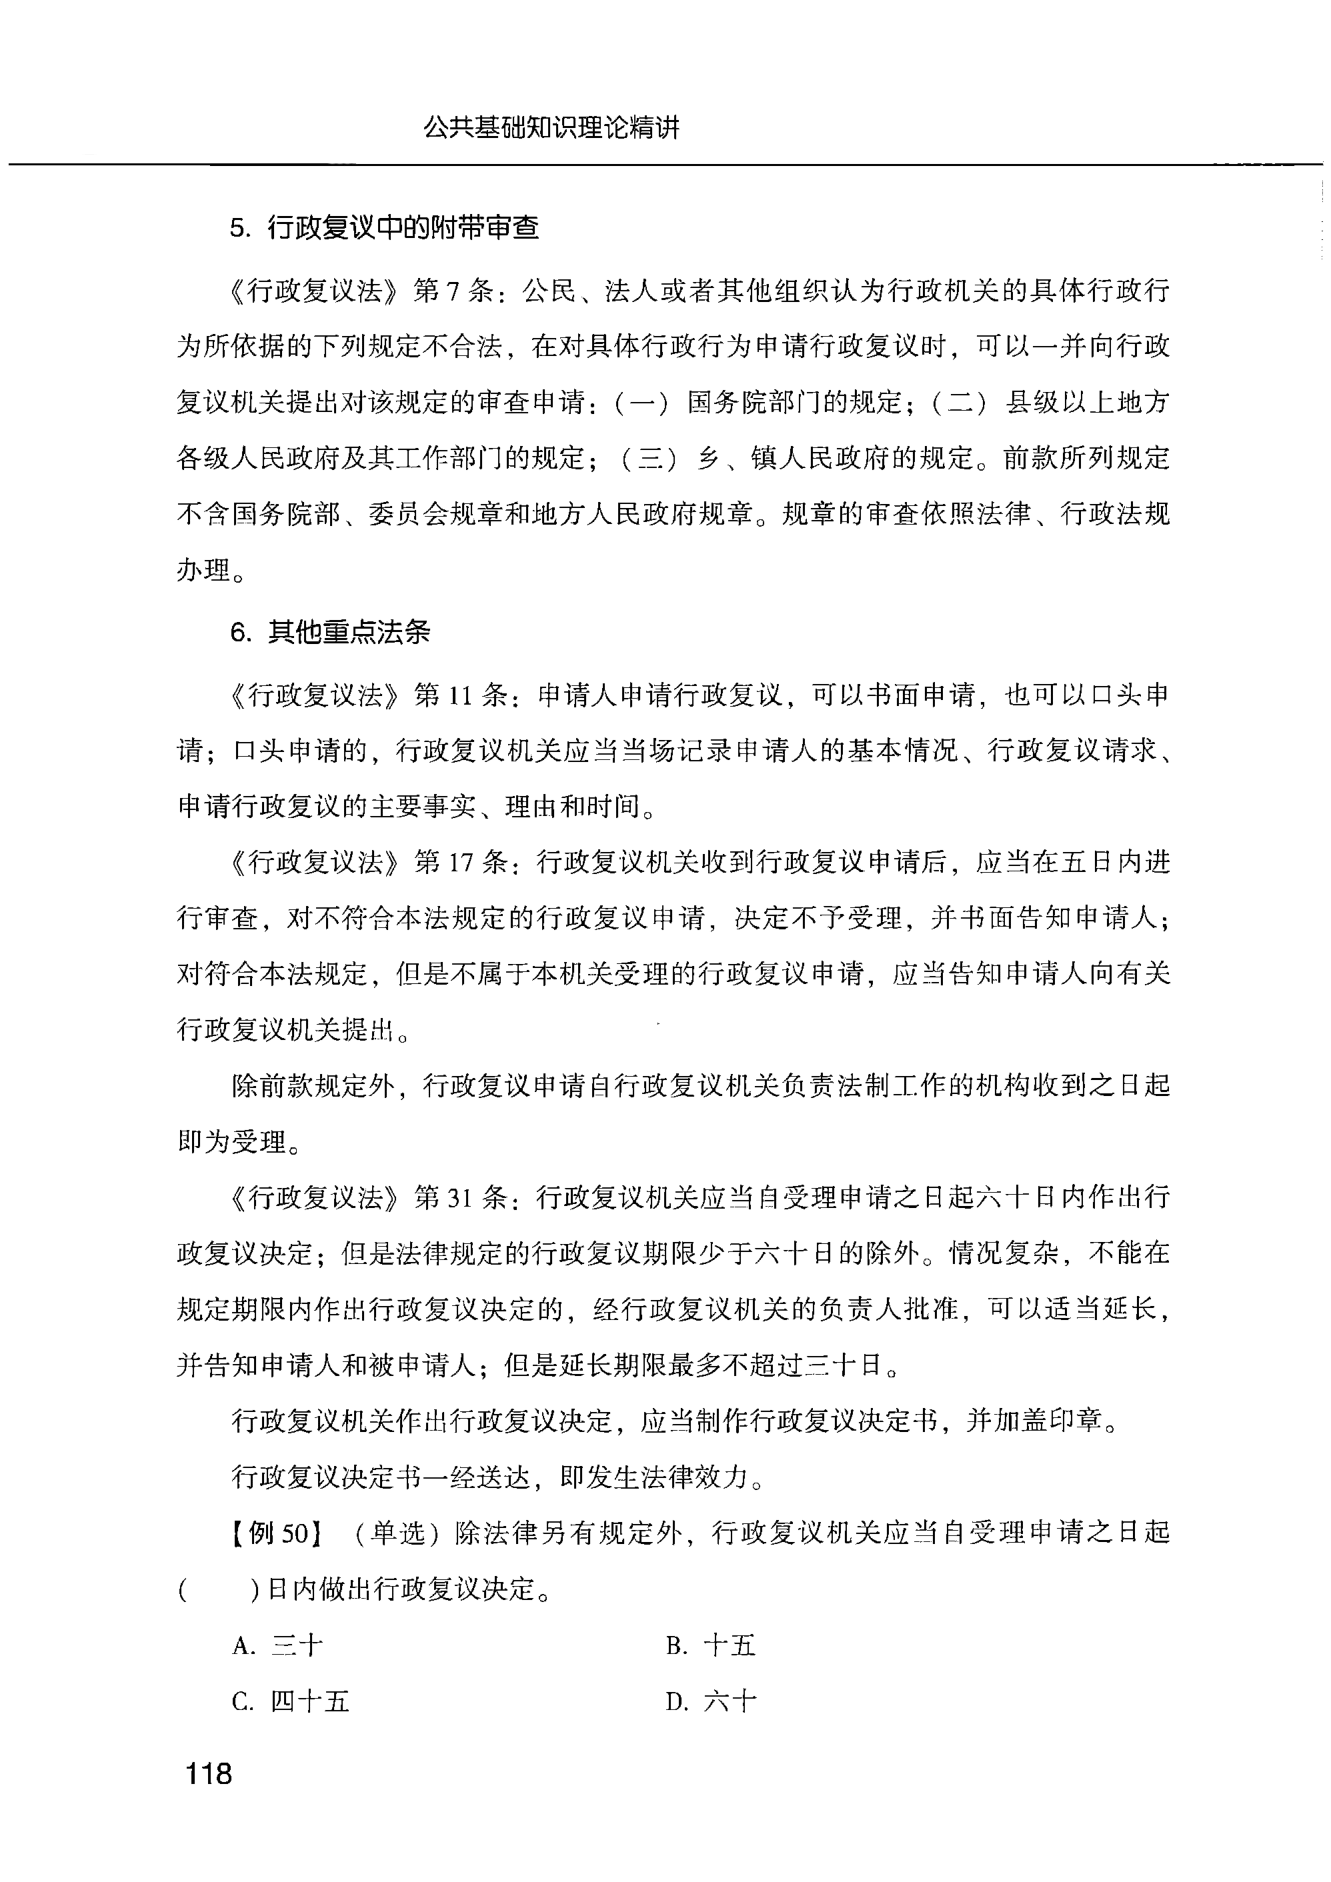 公共基础知识理论精讲
5. 行政复议中的附带审查
《行政复议法》第 7 条：公民、法人或者其他组织认为行政机关的具体行政行
为所依据的下列规定不合法，在对具体行政行为申请行政复议时，可以一并向行政
复议机关提出对该规定的审查申请：(一) 国务院部门的规定；(二) 县级以上地方
各级人民政府及其工作部门的规定；(三) 乡、镇人民政府的规定。前款所列规定
不含国务院部、委员会规章和地方人民政府规章。规章的审查依照法律、行政法规
办理。
6. 其他重点法条
《行政复议法》第 11 条：申请人申请行政复议，可以书面申请，也可以口头申
请；口头申请的，行政复议机关应当当场记录申请人的基本情况、行政复议请求、
申请行政复议的主要事实、理由和时间。
《行政复议法》第 17 条：行政复议机关收到行政复议申请后，应当在五日内进
行审查，对不符合本法规定的行政复议申请，决定不予受理，并书面告知申请人；
对符合本法规定，但是不属于本机关受理的行政复议申请，应当告知申请人向有关
行政复议机关提出。
除前款规定外，行政复议申请自行政复议机关负责法制工作的机构收到之日起
即为受理。
《行政复议法》第 31 条：行政复议机关应当自受理申请之日起六十日内作出行
政复议决定；但是法律规定的行政复议期限少于六十日的除外。情况复杂，不能在
规定期限内作出行政复议决定的，经行政复议机关的负责人批准，可以适当延长，
并告知申请人和被申请人；但是延长期限最多不超过三十日。
行政复议机关作出行政复议决定，应当制作行政复议决定书，并加盖印章。
行政复议决定书一经送达，即发生法律效力。
【例 50】 (单选) 除法律另有规定外，行政复议机关应当自受理申请之日起
(　　)日内做出行政复议决定。
A. 三十　　B. 十五
C. 四十五　　D. 六十
118